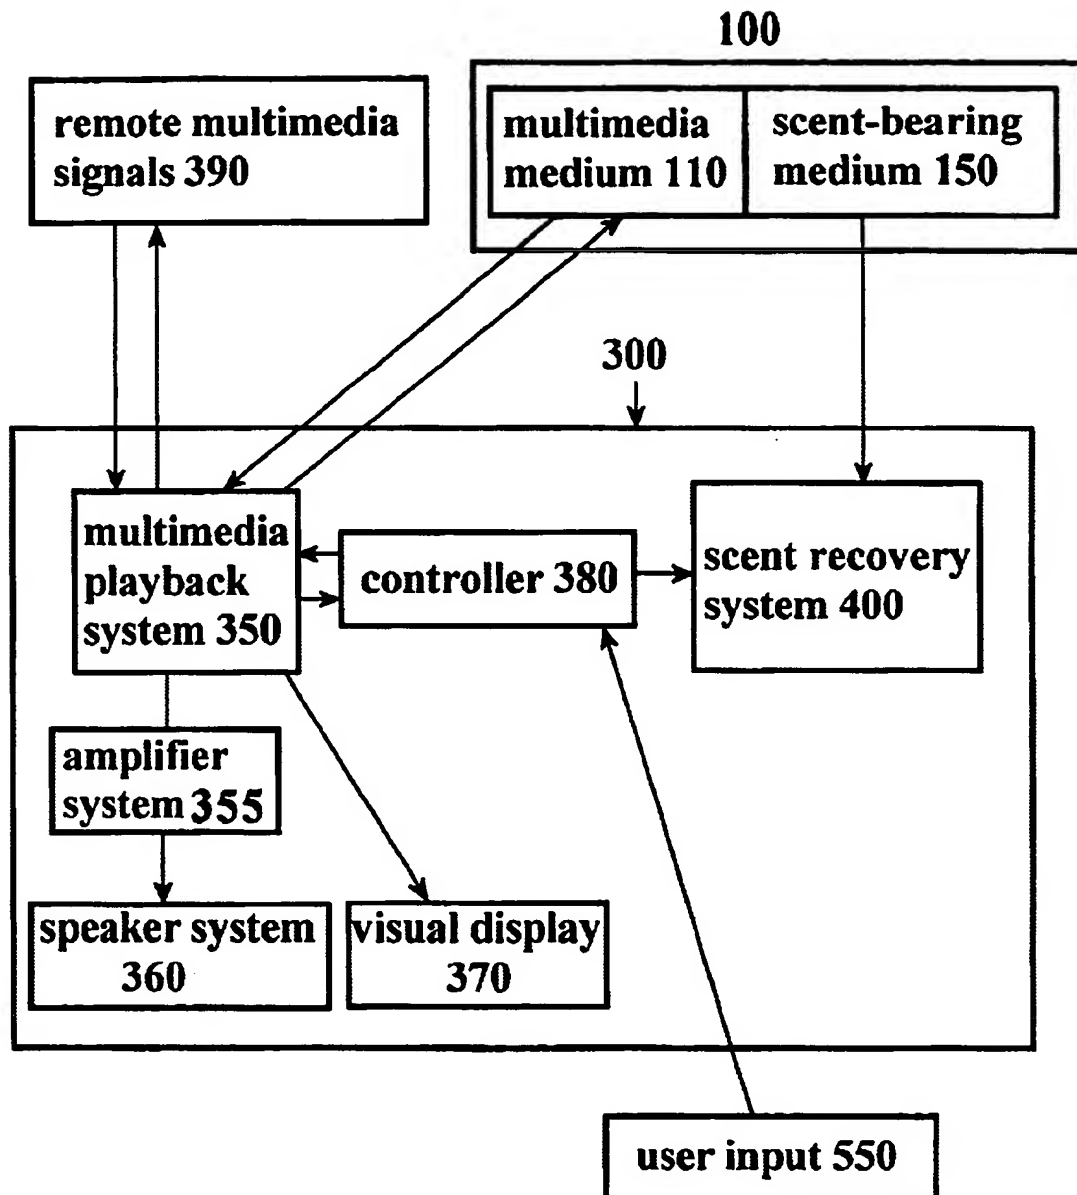 100
remote multimedia
signals 390
multimedia
medium 110
scent-bearing
medium 150
300
multimedia
playback
system 350
controller 380
scent recovery
system 400
amplifier
system 355
speaker system
360
visual display
370
user input 550